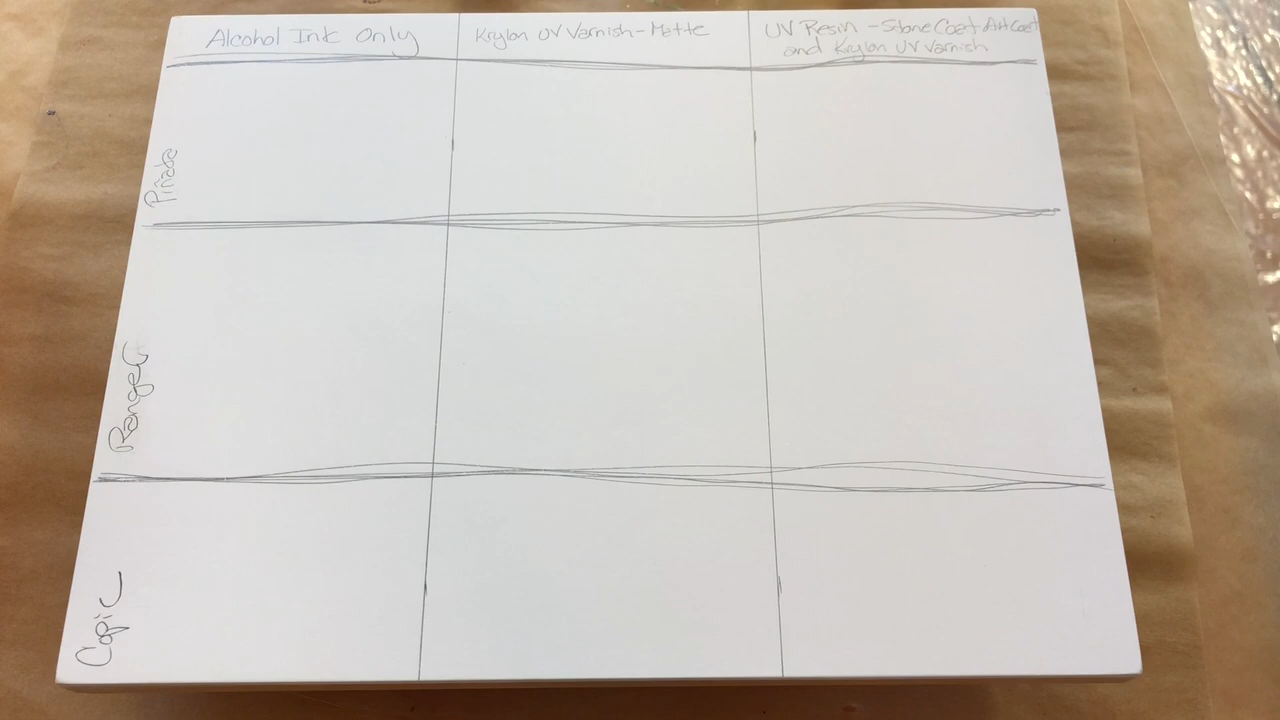 Alcohol Ink Only
Krylon UV Varnish-Matte
UV Resin - Stone Coat Art Coat
and Krylon UV Varnish
Piñata
Ranger
Copic